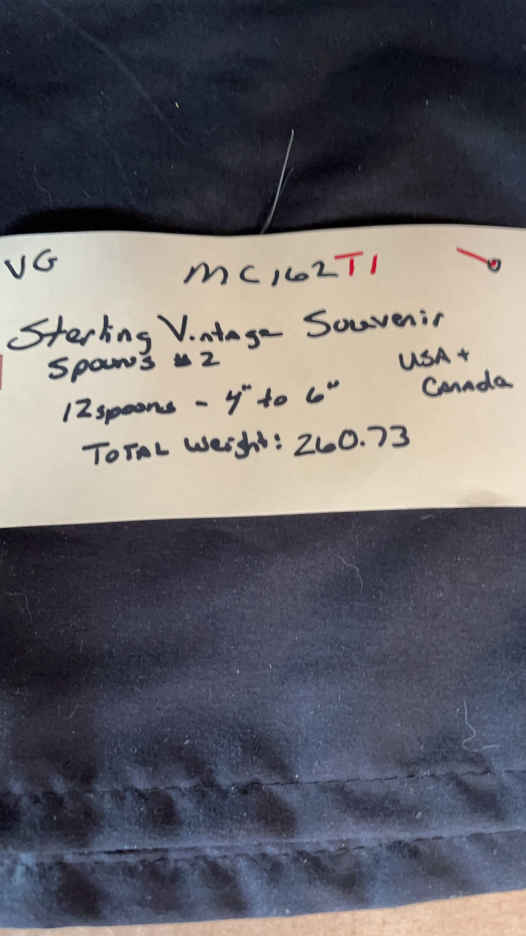 VG MC162T1
Sterling Vintage Souvenir
Spoons #2 USA +
12 spoons - 4" to 6" Canada
TOTAL Weight: 260.73